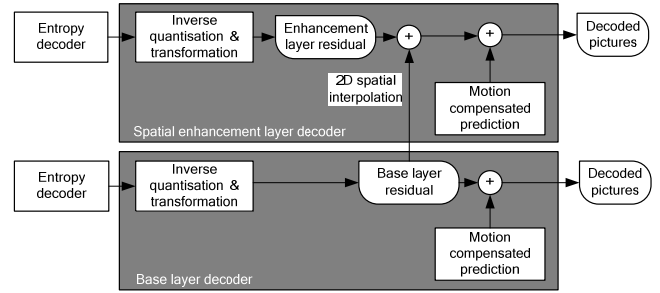 Entropy
decoder
Inverse
quantisation &
transformation
Enhancement
layer residual
+
+
Decoded
pictures
2D spatial
interpolation
Motion
compensated
prediction
Spatial enhancement layer decoder
Entropy
decoder
Inverse
quantisation &
transformation
Base layer
residual
+
Decoded
pictures
Motion
compensated
prediction
Base layer decoder